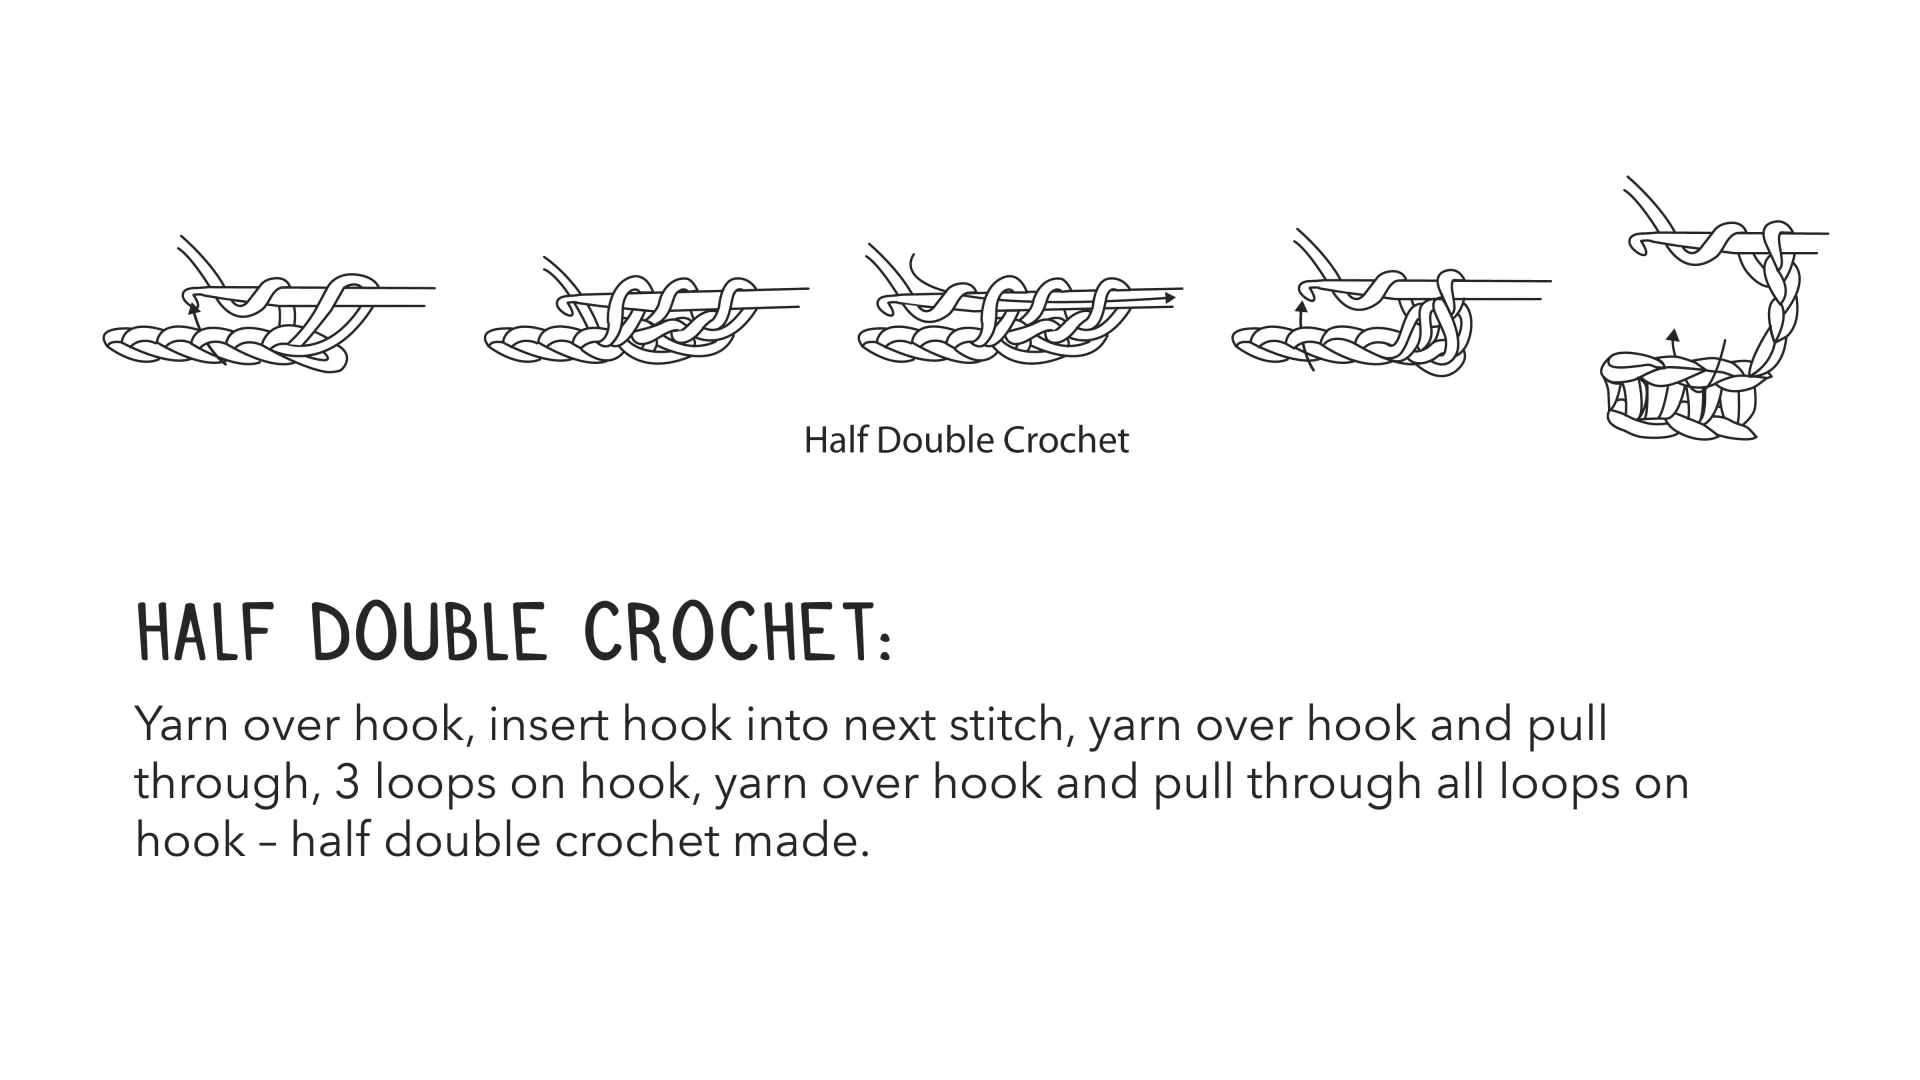 Half Double Crochet
HALF DOUBLE CROCHET:
Yarn over hook, insert hook into next stitch, yarn over hook and pull
through, 3 loops on hook, yarn over hook and pull through all loops on
hook – half double crochet made.